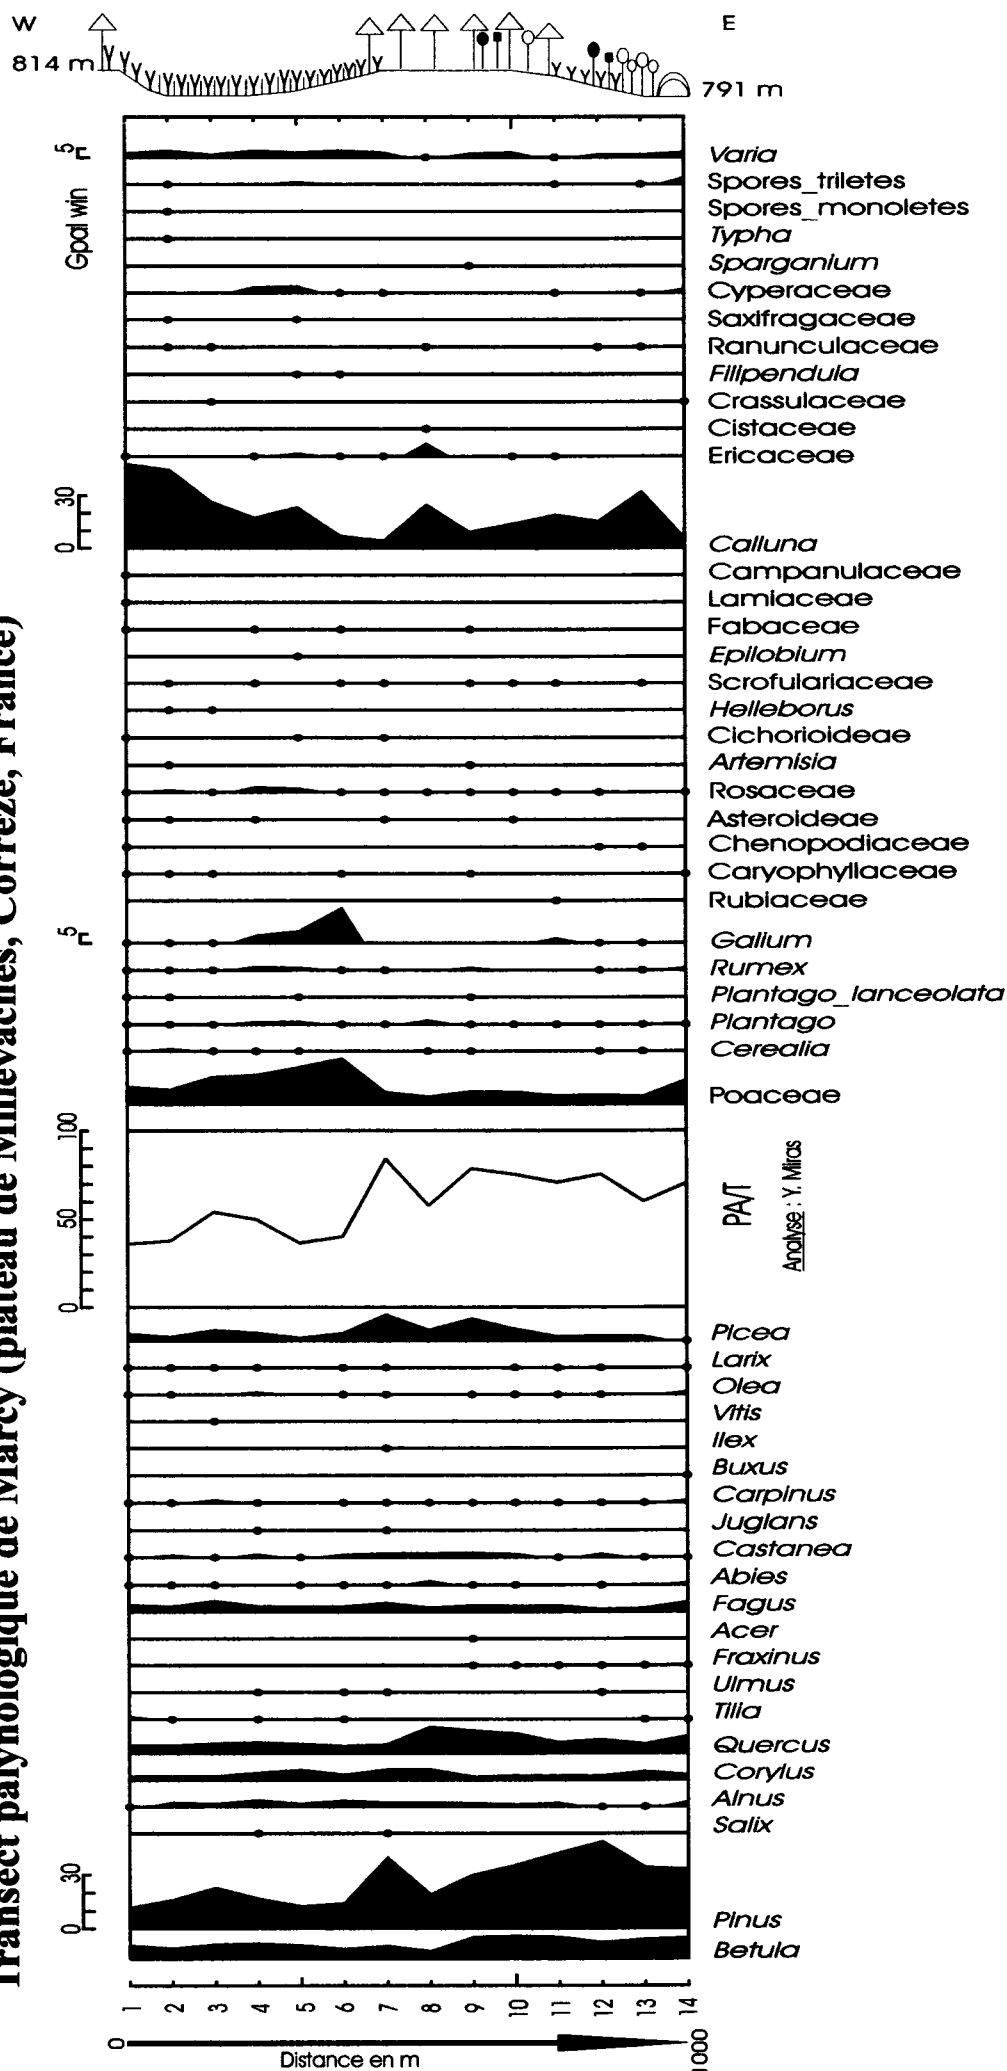 W
E
814 m
791 m
Transect palynologique de Marcy (plateau de Millevaches, Corrèze, France)
Gpal win
5
Varia
Spores_triletes
Spores_monoletes
Typha
Sparganium
Cyperaceae
Saxifragaceae
Ranunculaceae
Filipendula
Crassulaceae
Cistaceae
Ericaceae
30
0
Calluna
Campanulaceae
Lamiaceae
Fabaceae
Epilobium
Scrofulariaceae
Helleborus
Cichorioideae
Artemisia
Rosaceae
Asteroideae
Chenopodiaceae
Caryophyllaceae
Rubiaceae
5
Galium
Rumex
Plantago_lanceolata
Plantago
Cerealia
Poaceae
100
50
0
PA/T
Analyse : Y. Miras
Picea
Larix
Olea
Vitis
Ilex
Buxus
Carpinus
Juglans
Castanea
Abies
Fagus
Acer
Fraxinus
Ulmus
Tilia
Quercus
Corylus
Alnus
Salix
30
0
Pinus
Betula
1 2 3 4 5 6 7 8 9 10 11 12 13 14
0
1000
Distance en m